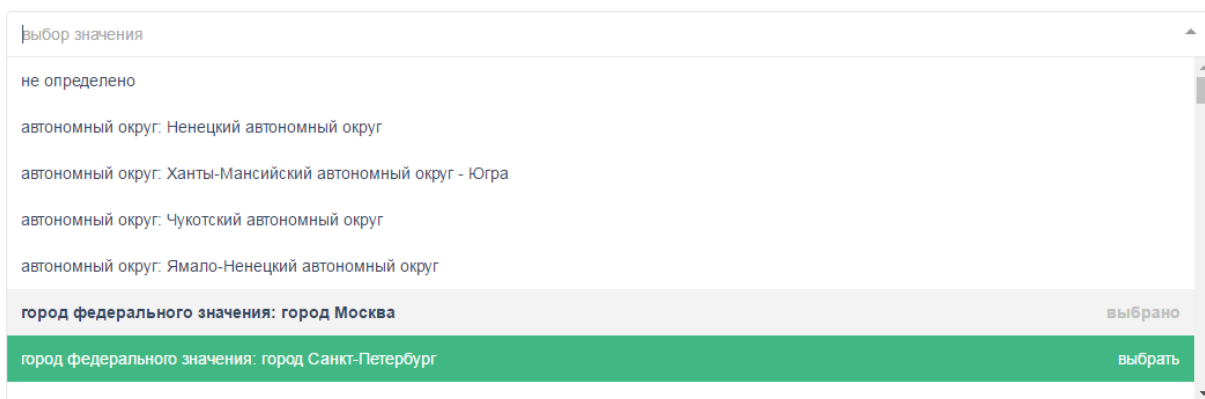 выбор значения
не определено
автономный округ: Ненецкий автономный округ
автономный округ: Ханты-Мансийский автономный округ - Югра
автономный округ: Чукотский автономный округ
автономный округ: Ямало-Ненецкий автономный округ
город федерального значения: город Москва выбрано
город федерального значения: город Санкт-Петербург выбрать